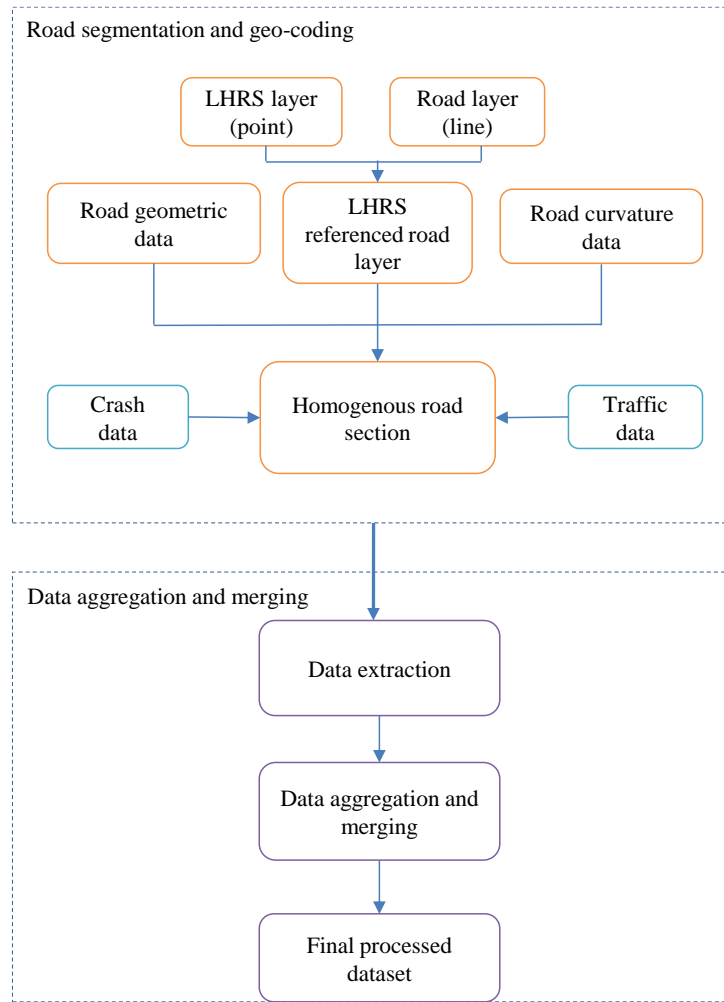 Road segmentation and geo-coding
LHRS layer
(point)
Road layer
(line)
Road geometric
data
LHRS
referenced road
layer
Road curvature
data
Crash
data
Homogenous road
section
Traffic
data
Data aggregation and merging
Data extraction
Data aggregation and
merging
Final processed
dataset